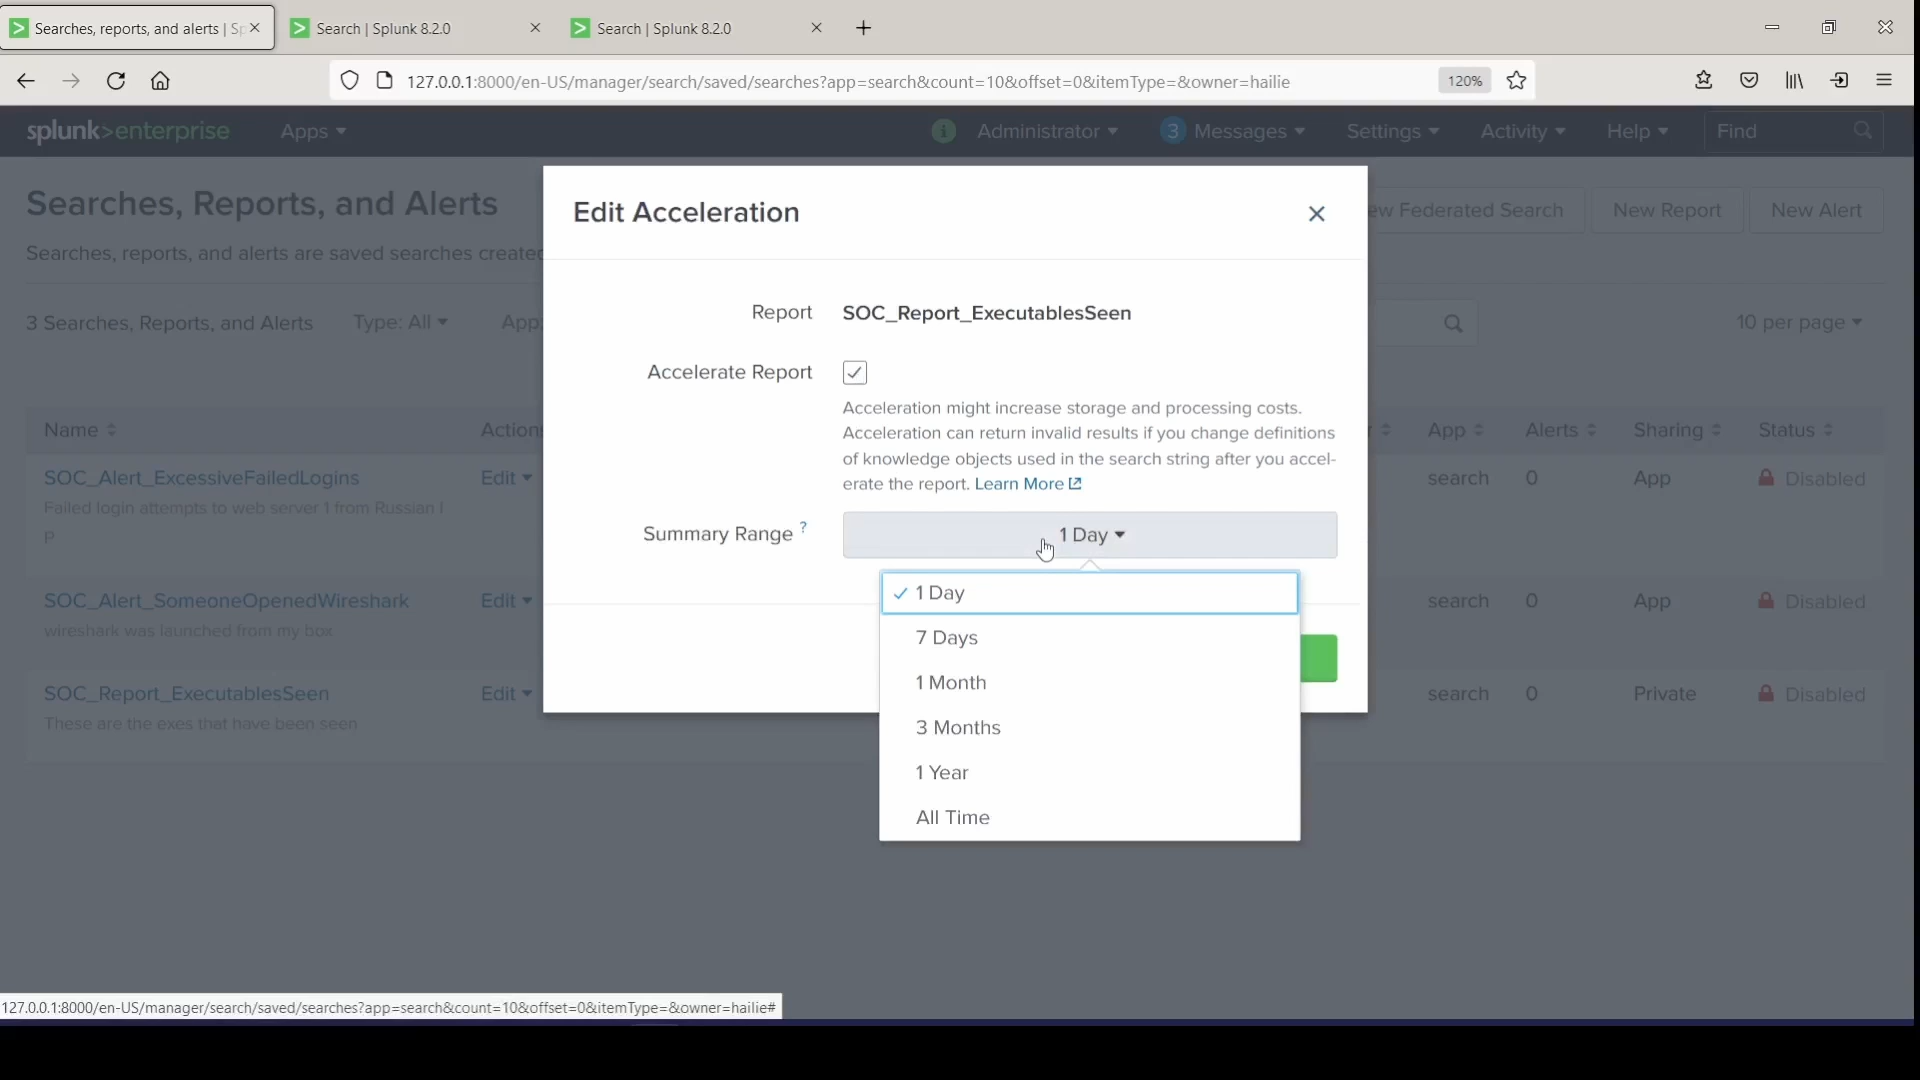 Searches, reports, and alerts | Sp
Search | Splunk 8.2.0
Search | Splunk 8.2.0
127.0.0.1:8000/en-US/manager/search/saved/searches?app=search&count=10&offset=0&itemType=&owner=hailie
120%
splunk>enterprise
Apps
i
Administrator
3 Messages
Settings
Activity
Help
Find
Searches, Reports, and Alerts
Federated Search
New Report
New Alert
Searches, reports, and alerts are saved searches created
3 Searches, Reports, and Alerts
Type: All
App:
10 per page
Edit Acceleration
Report
SOC_Report_ExecutablesSeen
Accelerate Report
Acceleration might increase storage and processing costs.
Acceleration can return invalid results if you change definitions
of knowledge objects used in the search string after you accel-
erate the report. Learn More
Summary Range ?
1 Day
1 Day
7 Days
1 Month
3 Months
1 Year
All Time
Name
Actions
App
Alerts
Sharing
Status
SOC_Alert_ExcessiveFailedLogins
Edit
search
0
App
Disabled
Failed login attempts to web server 1 from Russian I
p
SOC_Alert_SomeoneOpenedWireshark
Edit
search
0
App
Disabled
wireshark was launched from my box
SOC_Report_ExecutablesSeen
Edit
search
0
Private
Disabled
These are the exes that have been seen
127.0.0.1:8000/en-US/manager/search/saved/searches?app=search&count=10&offset=0&itemType=&owner=hailie#